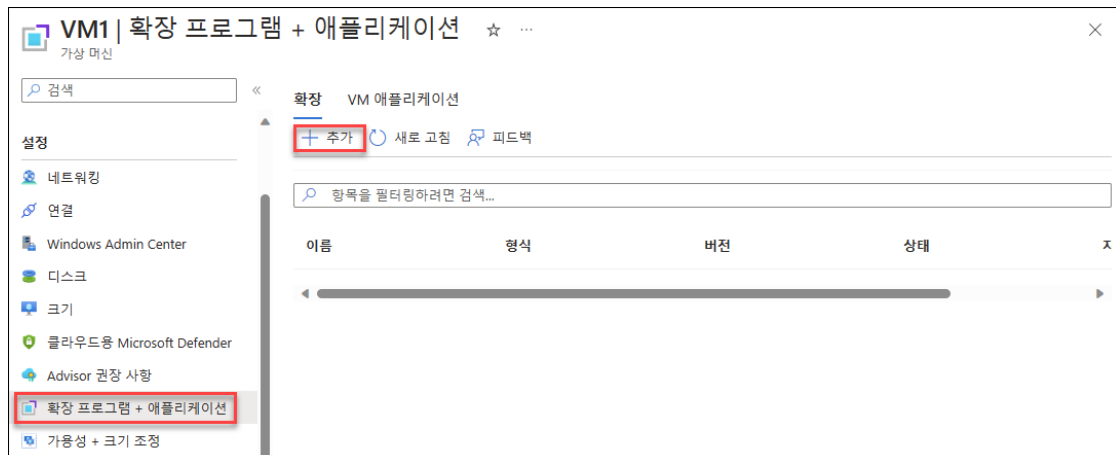 VM1 | 확장 프로그램 + 애플리케이션
가상 머신
검색
설정
네트워킹
연결
Windows Admin Center
디스크
크기
클라우드용 Microsoft Defender
Advisor 권장 사항
확장 프로그램 + 애플리케이션
가용성 + 크기 조정
확장 VM 애플리케이션
추가 새로 고침 피드백
항목을 필터링하려면 검색...
이름 형식 버전 상태